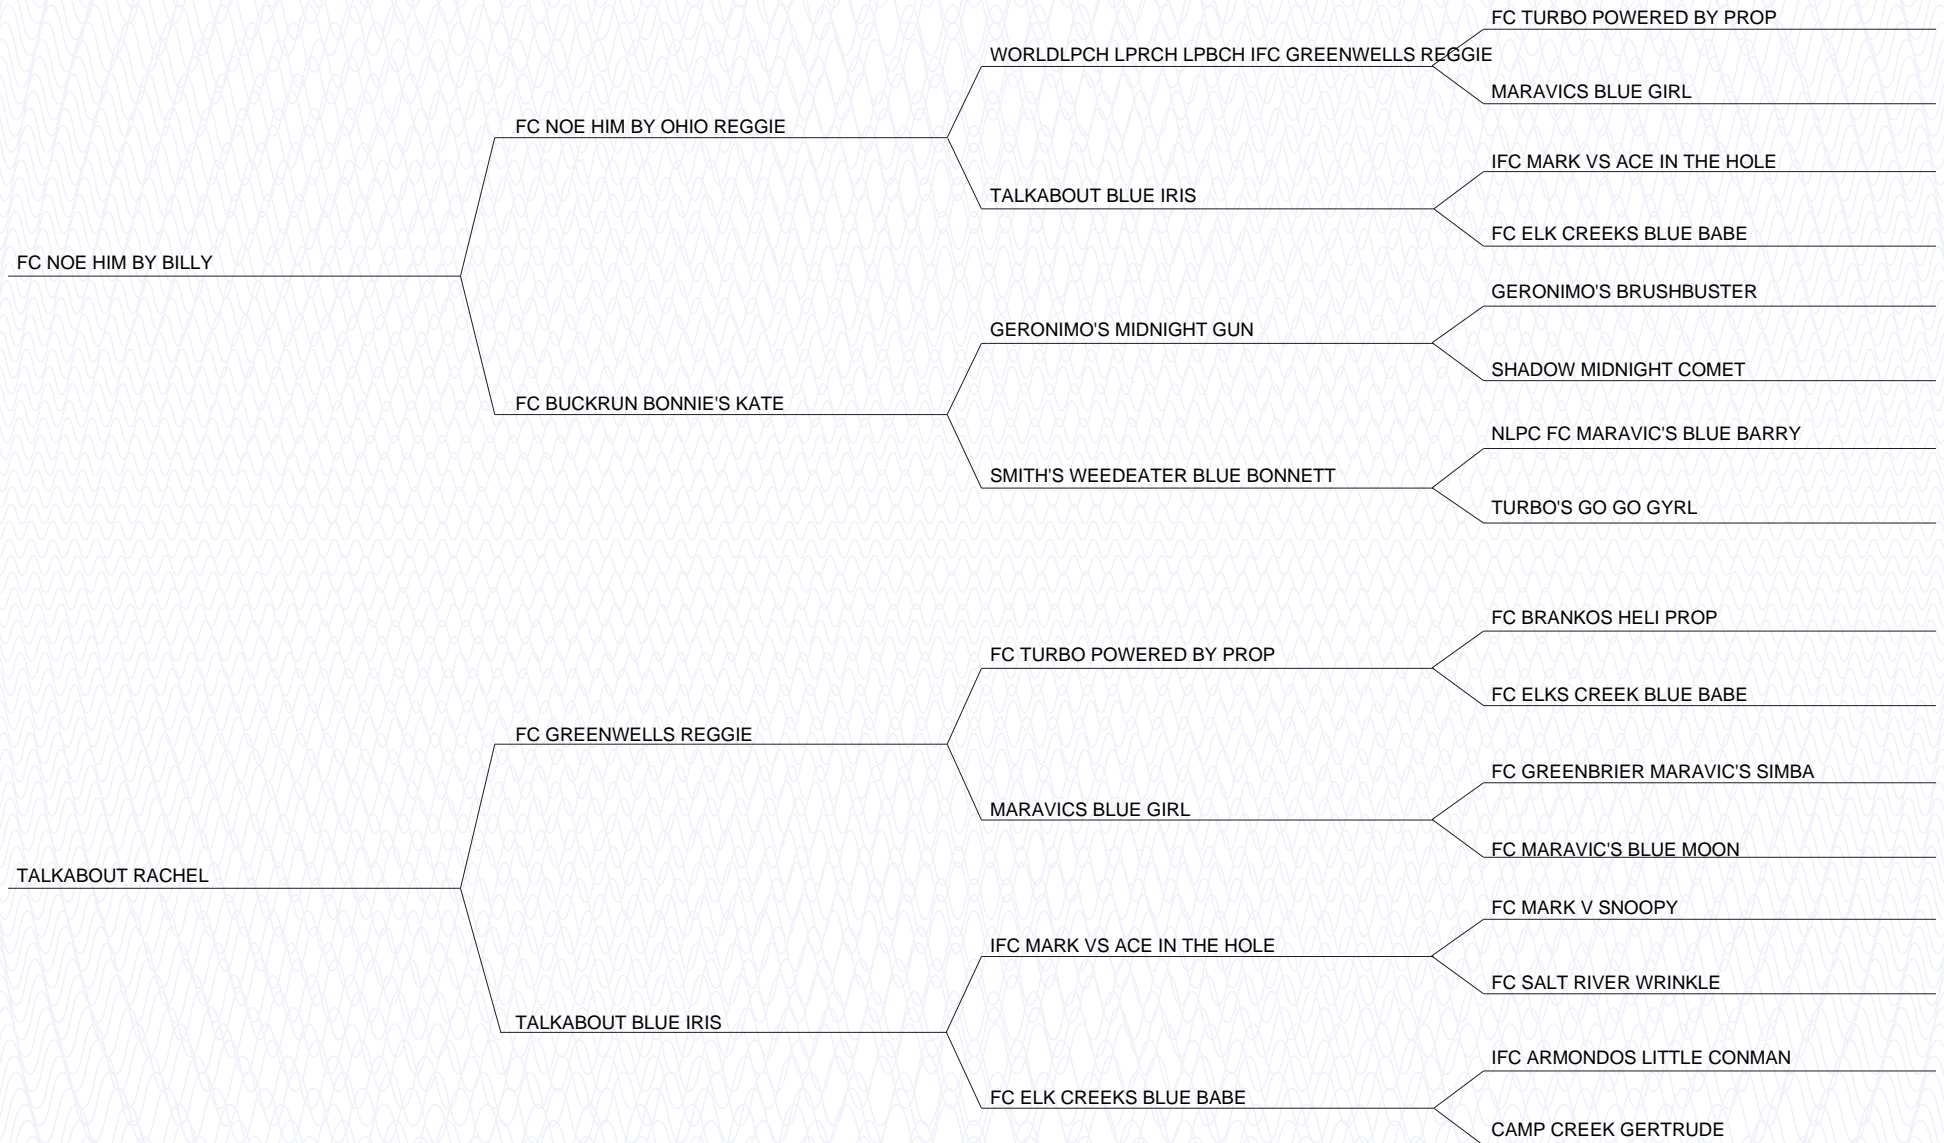 FC TURBO POWERED BY PROP
WORLDLPCH LPRCH LPBCH IFC GREENWELLS REGGIE
MARAVICS BLUE GIRL
FC NOE HIM BY OHIO REGGIE
IFC MARK VS ACE IN THE HOLE
TALKABOUT BLUE IRIS
FC ELK CREEKS BLUE BABE
FC NOE HIM BY BILLY
GERONIMO'S BRUSHBUSTER
GERONIMO'S MIDNIGHT GUN
SHADOW MIDNIGHT COMET
FC BUCKRUN BONNIE'S KATE
NLPC FC MARAVIC'S BLUE BARRY
SMITH'S WEEDEATER BLUE BONNETT
TURBO'S GO GO GYRL
FC BRANKOS HELI PROP
FC TURBO POWERED BY PROP
FC ELKS CREEK BLUE BABE
FC GREENWELLS REGGIE
FC GREENBRIER MARAVIC'S SIMBA
MARAVICS BLUE GIRL
FC MARAVIC'S BLUE MOON
TALKABOUT RACHEL
FC MARK V SNOOPY
IFC MARK VS ACE IN THE HOLE
FC SALT RIVER WRINKLE
TALKABOUT BLUE IRIS
IFC ARMONDOS LITTLE CONMAN
FC ELK CREEKS BLUE BABE
CAMP CREEK GERTRUDE